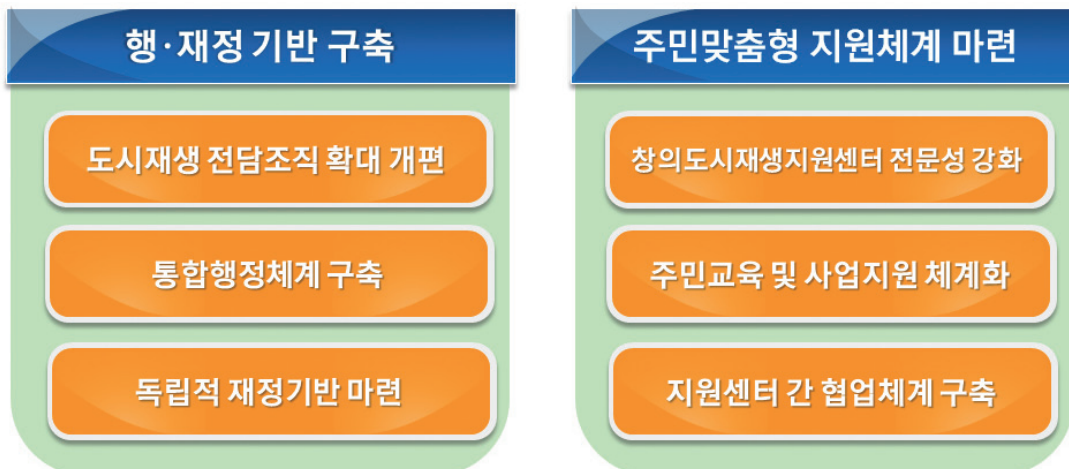 행·재정 기반 구축
도시재생 전담조직 확대 개편
통합행정체계 구축
독립적 재정기반 마련
주민맞춤형 지원체계 마련
창의도시재생지원센터 전문성 강화
주민교육 및 사업지원 체계화
지원센터 간 협업체계 구축